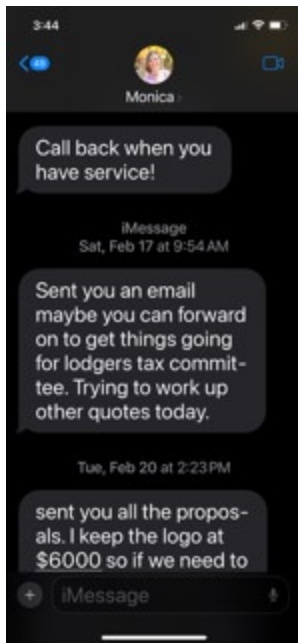 3:44
49
Monica
Call back when you
have service!
iMessage
Sat, Feb 17 at 9:54 AM
Sent you an email
maybe you can forward
on to get things going
for lodgers tax commit-
tee. Trying to work up
other quotes today.
Tue, Feb 20 at 2:23 PM
sent you all the propos-
als. I keep the logo at
$6000 so if we need to
iMessage